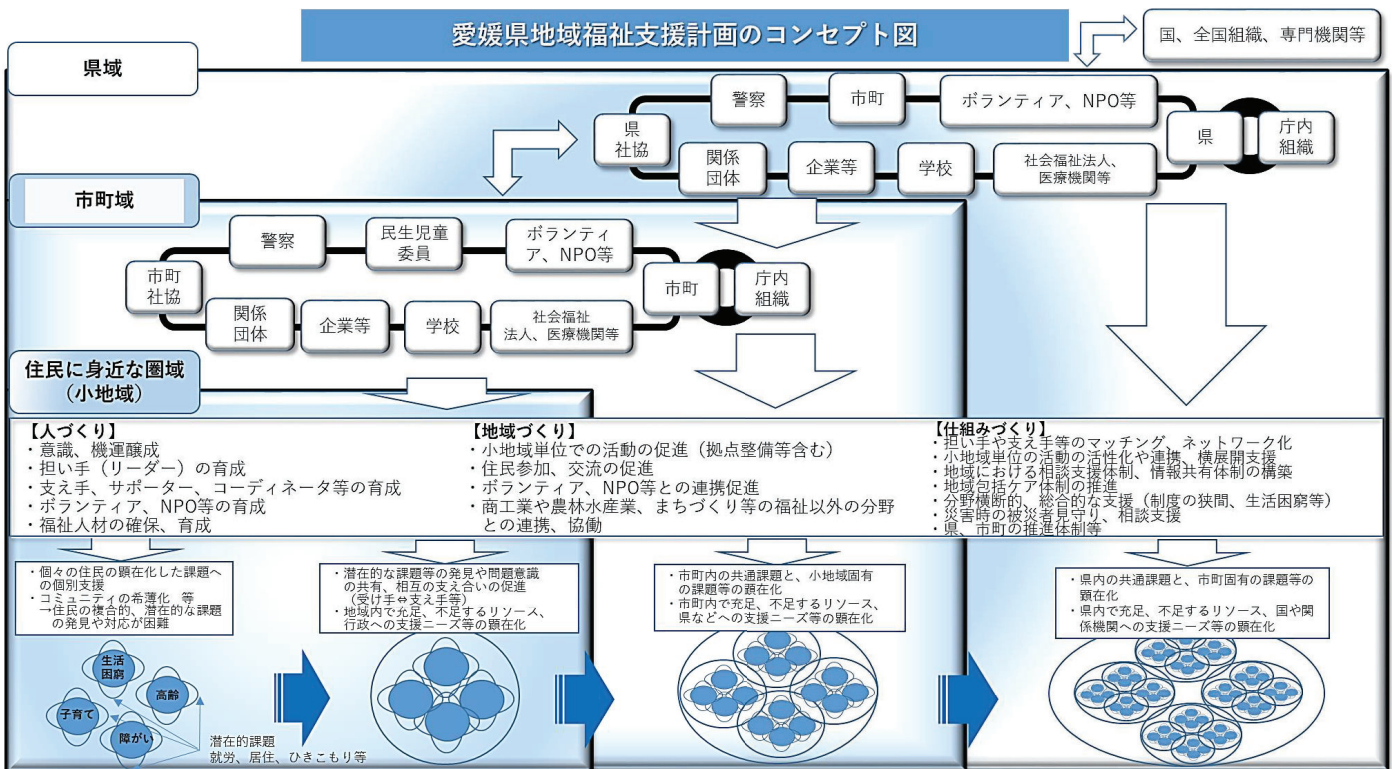 愛媛県地域福祉支援計画のコンセプト図
国、全国組織、専門機関等
県域
警察
市町
ボランティア、NPO等
県
社協
県
庁内
組織
関係
団体
企業等
学校
社会福祉法人、
医療機関等
市町域
警察
民生児童
委員
ボランティ
ア、NPO等
市町
社協
市町
庁内
組織
関係
団体
企業等
学校
社会福祉
法人、医療機関等
住民に身近な圏域
（小地域）
【人づくり】
・意識、機運醸成
・担い手（リーダー）の育成
・支え手、サポーター、コーディネータ等の育成
・ボランティア、NPO等の育成
・福祉人材の確保、育成
【地域づくり】
・小地域単位での活動の促進（拠点整備等含む）
・住民参加、交流の促進
・ボランティア、NPO等との連携促進
・商工業や農林水産業、まちづくり等の福祉以外の分野
との連携、協働
【仕組みづくり】
・担い手や支え手等のマッチング、ネットワーク化
・小地域単位の活動の活性化や連携、横展開支援
・地域における相談支援体制、情報共有体制の構築
・地域包括ケア体制の推進
・分野横断的、総合的な支援（制度の狭間、生活困窮等）
・災害時の被災者見守り、相談支援
・県、市町の推進体制等
・個々の住民の顕在化した課題へ
の個別支援
・コミュニティの希薄化　等
→住民の複合的、潜在的な課題
の発見や対応が困難
・潜在的な課題等の発見や問題意識
の共有、相互の支え合いの促進
（受け手⇔支え手等）
・地域内で充足、不足するリソース、
行政への支援ニーズ等の顕在化
・市町内の共通課題と、小地域固有
の課題等の顕在化
・市町内で充足、不足するリソース、
県などへの支援ニーズ等の顕在化
・県内の共通課題と、市町固有の課題等の
顕在化
・県内で充足、不足するリソース、国や関
係機関への支援ニーズ等の顕在化
生活
困窮
高齢
子育て
障がい
潜在的課題
就労、居住、ひきこもり等